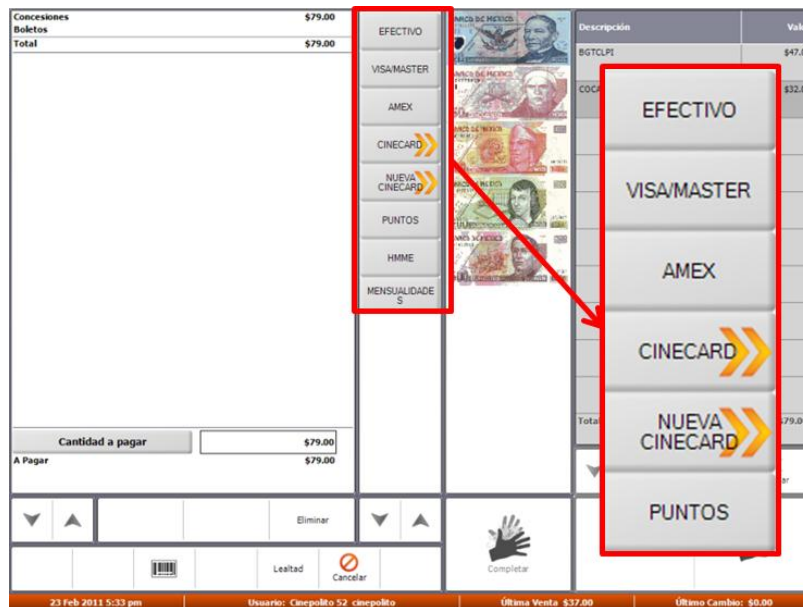 Concesiones $79.00
Boletos
Total $79.00
EFECTIVO
VISA/MASTER
AMEX
CINECARD
NUEVA
CINECARD
PUNTOS
HMME
MENSUALIDADE
S
Descripción
BGTCLPI
EFECTIVO
VISA/MASTER
AMEX
CINECARD
NUEVA
CINECARD
PUNTOS
Cantidad a pagar $79.00
A Pagar $79.00
Eliminar
Lealtad
Cancelar
Completar
23 Feb 2011 5:33 pm Usuario: Cinepolito 52 cinepolito Última Venta $37.00 Último Cambio: $0.00